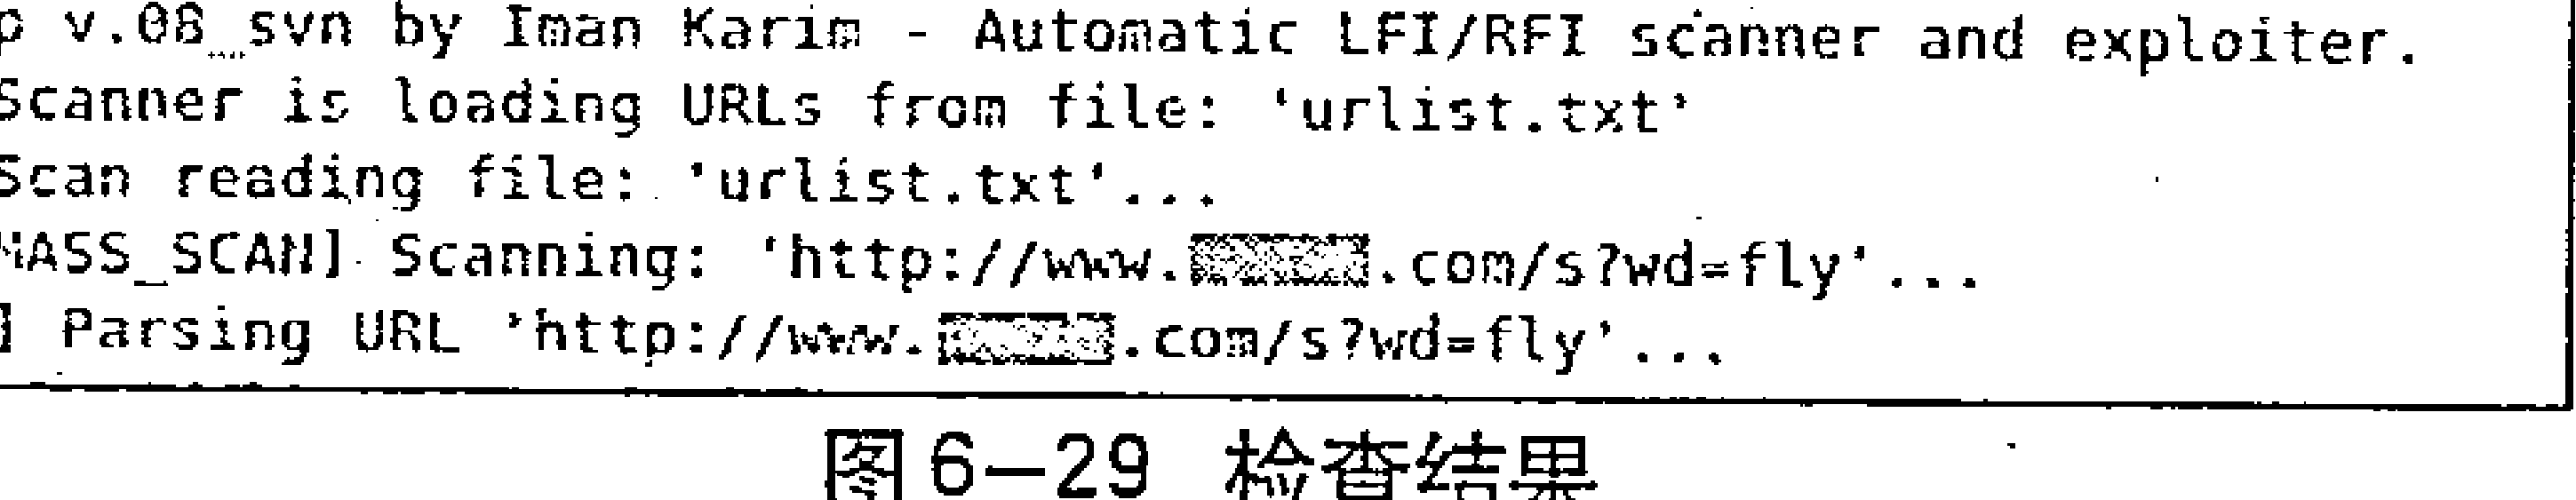 p v.08_svn by Iman Karim - Automatic LFI/RFI scanner and exploiter.
Scanner is loading URLs from file: 'urlist.txt'
Scan reading file: 'urlist.txt'...
MASS_SCAN] Scanning: 'http://www. .com/s?wd=fly'...
] Parsing URL 'http://www. .com/s?wd=fly'...
图6-29 检查结果